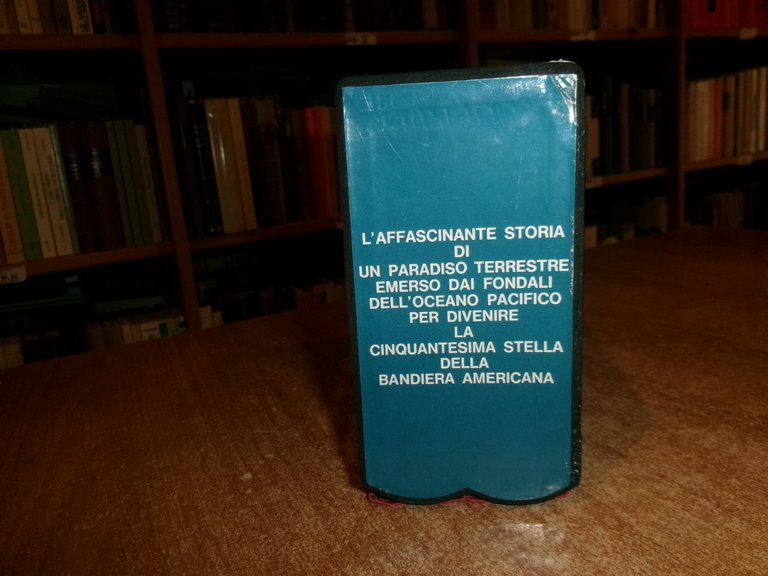 L'AFFASCINANTE STORIA
DI
UN PARADISO TERRESTRE
EMERSO DAI FONDALI
DELL'OCEANO PACIFICO
PER DIVENIRE
LA
CINQUANTESIMA STELLA
DELLA
BANDIERA AMERICANA